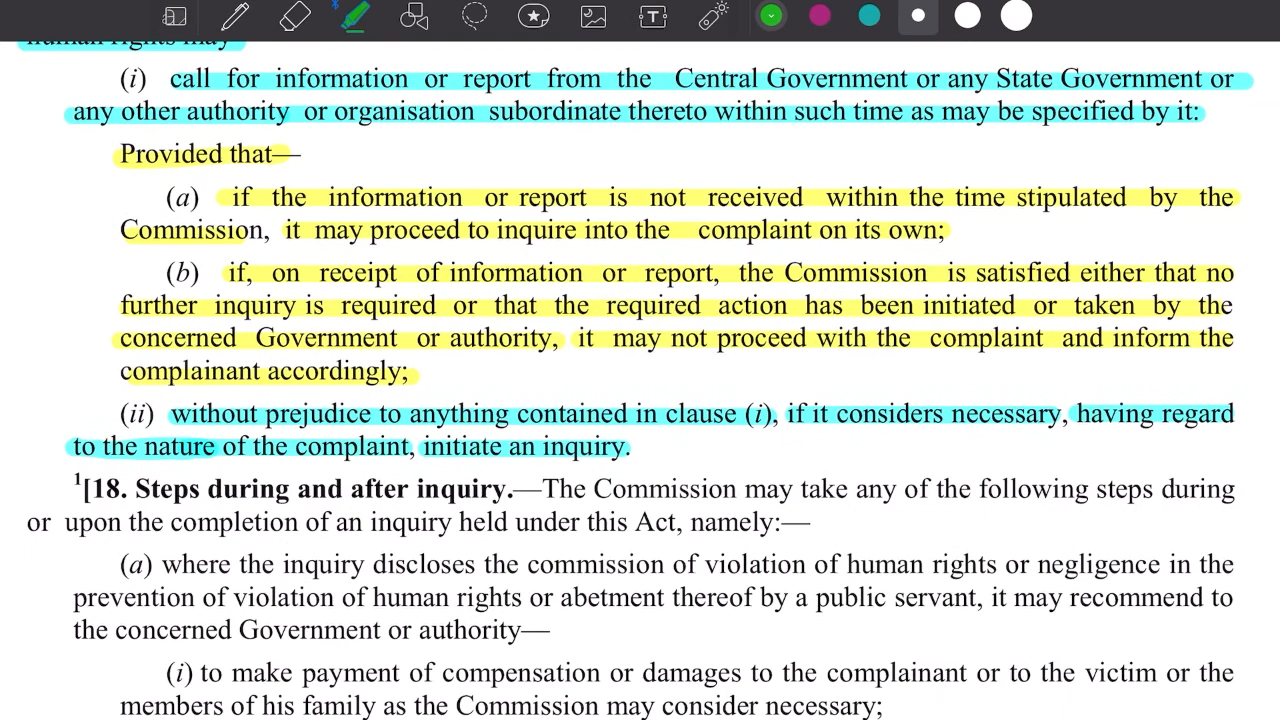 human rights may
(i) call for information or report from the Central Government or any State Government or
any other authority or organisation subordinate thereto within such time as may be specified by it:
Provided that—
(a) if the information or report is not received within the time stipulated by the
Commission, it may proceed to inquire into the complaint on its own;
(b) if, on receipt of information or report, the Commission is satisfied either that no
further inquiry is required or that the required action has been initiated or taken by the
concerned Government or authority, it may not proceed with the complaint and inform the
complainant accordingly;
(ii) without prejudice to anything contained in clause (i), if it considers necessary, having regard
to the nature of the complaint, initiate an inquiry.
1[18. Steps during and after inquiry.—The Commission may take any of the following steps during
or upon the completion of an inquiry held under this Act, namely:—
(a) where the inquiry discloses the commission of violation of human rights or negligence in the
prevention of violation of human rights or abetment thereof by a public servant, it may recommend to
the concerned Government or authority—
(i) to make payment of compensation or damages to the complainant or to the victim or the
members of his family as the Commission may consider necessary;